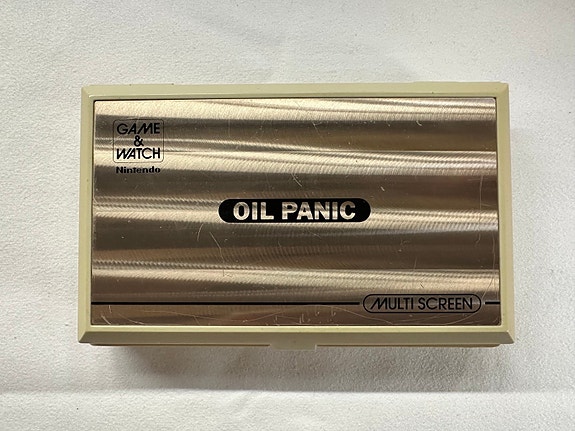 GAME
&
WATCH
Nintendo
OIL PANIC
MULTI SCREEN